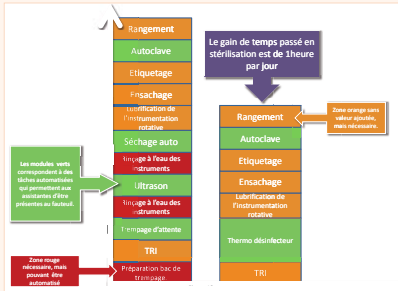 Rangement
Autoclave
Etiquetage
Ensachage
Lubrification de
l'instrumentation
rotative
Séchage auto
Rinçage à l'eau des
instruments
Ultrason
Rinçage à l'eau des
instruments
Trempage d'attente
TRI
Préparation bac de
trempage
Les modules verts
correspondent à des
tâches automatisées
qui permettent aux
assistantes d'être
présentes au fauteuil.
Zone rouge
nécessaire, mais
pouvant être
automatisé
Le gain de temps passé en
stérilisation est de 1heure
par jour
Rangement
Autoclave
Etiquetage
Ensachage
Lubrification de
l'instrumentation
rotative
Thermo désinfecteur
TRI
Zone orange sans
valeur ajoutée,
mais nécessaire.